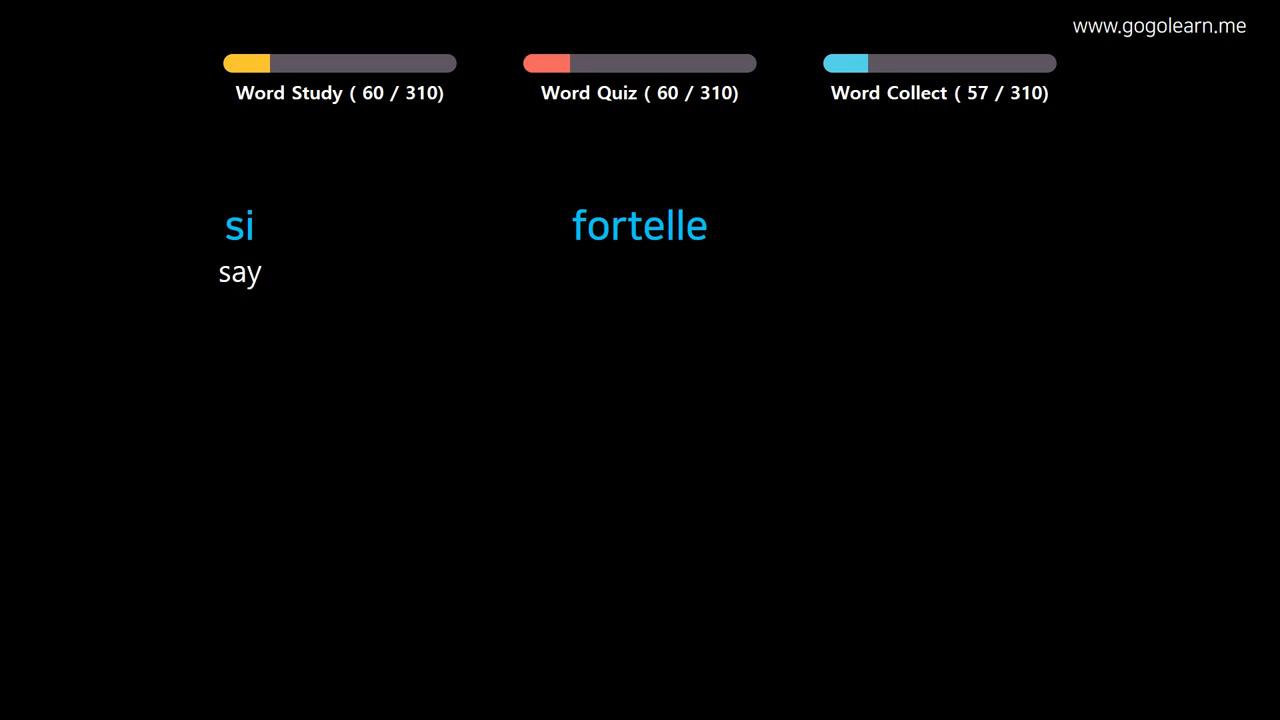 www.gogolearn.me
Word Study ( 60 / 310)
Word Quiz ( 60 / 310)
Word Collect ( 57 / 310)
si
fortelle
say